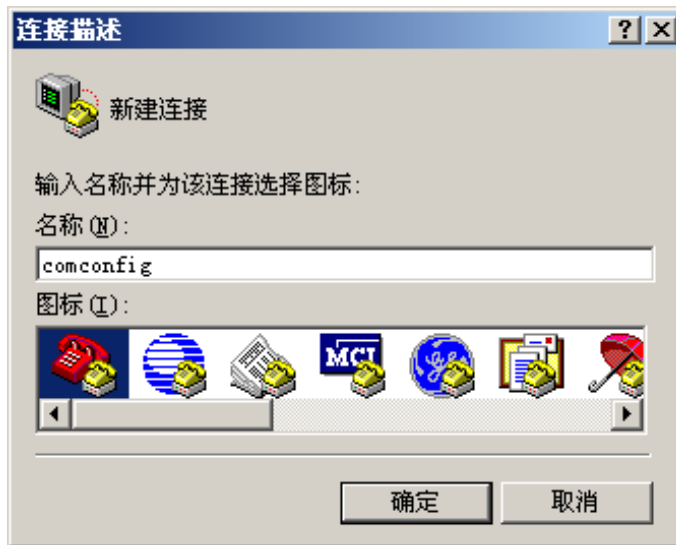 连接描述
新建连接
输入名称并为该连接选择图标:
名称(N):
comconfig
图标(I):
MCI
确定
取消